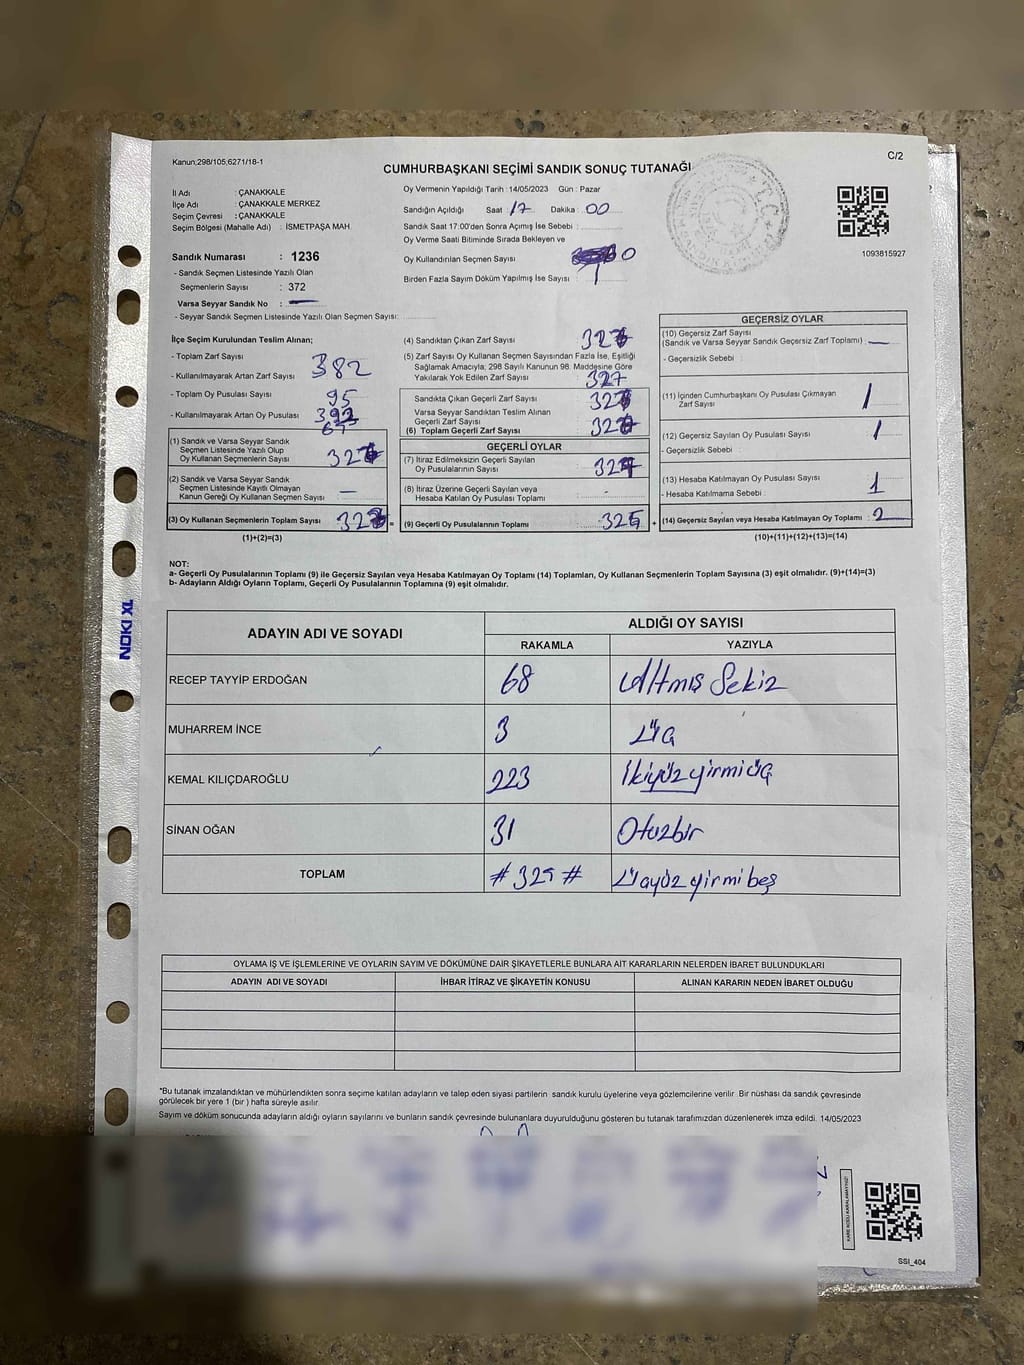 Kanun;298/105,6271/18-1
C/2
CUMHURBAŞKANI SEÇİMİ SANDIK SONUÇ TUTANAĞI
İl Adı : ÇANAKKALE
İlçe Adı : ÇANAKKALE MERKEZ
Seçim Çevresi : ÇANAKKALE
Seçim Bölgesi (Mahalle Adı) : İSMETPAŞA MAH.
Sandık Numarası : 1236
- Sandık Seçmen Listesinde Yazılı Olan
Seçmenlerin Sayısı : 372
Varsa Seyyar Sandık No :
- Seyyar Sandık Seçmen Listesinde Yazılı Olan Seçmen Sayısı:
Oy Vermenin Yapıldığı Tarih : 14/05/2023 Gün : Pazar
Sandığın Açıldığı Saat 17 Dakika 00
Sandık Saat 17:00'den Sonra Açımış İse Sebebi :
Oy Verme Saati Bitiminde Sırada Bekleyen ve
Oy Kullandırılan Seçmen Sayısı 0
Birden Fazla Sayım Döküm Yapılmış İse Sayısı : 1
1093815927
İlçe Seçim Kurulundan Teslim Alınan;
- Toplam Zarf Sayısı 382
- Kullanılmayarak Artan Zarf Sayısı
- Toplam Oy Pusulası Sayısı 95
- Kullanılmayarak Artan Oy Pusulası
(1) Sandık ve Varsa Seyyar Sandık
Seçmen Listesinde Yazılı Olup
Oy Kullanan Seçmenlerin Sayısı
(2) Sandık ve Varsa Seyyar Sandık
Seçmen Listesinde Kayıtlı Olmayan
Kanun Gereği Oy Kullanan Seçmen Sayısı –
(3) Oy Kullanan Seçmenlerin Toplam Sayısı =
(1)+(2)=(3)
(4) Sandıktan Çıkan Zarf Sayısı
(5) Zarf Sayısı Oy Kullanan Seçmen Sayısından Fazla İse, Eşitliği
Sağlamak Amacıyla; 298 Sayılı Kanunun 98. Maddesine Göre
Yakılarak Yok Edilen Zarf Sayısı 327
Sandıkta Çıkan Geçerli Zarf Sayısı
Varsa Seyyar Sandıktan Teslim Alınan
Geçerli Zarf Sayısı
(6) Toplam Geçerli Zarf Sayısı
GEÇERLİ OYLAR
(7) İtiraz Edilmeksizin Geçerli Sayılan
Oy Pusulalarının Sayısı
(8) İtiraz Üzerine Geçerli Sayılan veya
Hesaba Katılan Oy Pusulası Toplamı -
(9) Geçerli Oy Pusulalarının Toplamı 325 +
GEÇERSİZ OYLAR
(10) Geçersiz Zarf Sayısı
(Sandık ve Varsa Seyyar Sandık Geçersiz Zarf Toplamı) : —
- Geçersizlik Sebebi :
(11) İçinden Cumhurbaşkanı Oy Pusulası Çıkmayan
Zarf Sayısı 1
(12) Geçersiz Sayılan Oy Pusulası Sayısı 1
- Geçersizlik Sebebi :
(13) Hesaba Katılmayan Oy Pusulası Sayısı 1
- Hesaba Katılmama Sebebi :
(14) Geçersiz Sayılan veya Hesaba Katılmayan Oy Toplamı : 2
(10)+(11)+(12)+(13)=(14)
NOT:
a- Geçerli Oy Pusulalarının Toplamı (9) ile Geçersiz Sayılan veya Hesaba Katılmayan Oy Toplamı (14) Toplamları, Oy Kullanan Seçmenlerin Toplam Sayısına (3) eşit olmalıdır. (9)+(14)=(3)
b- Adayların Aldığı Oyların Toplamı, Geçerli Oy Pusulalarının Toplamına (9) eşit olmalıdır.
ADAYIN ADI VE SOYADI
ALDIĞI OY SAYISI
RAKAMLA YAZIYLA
RECEP TAYYİP ERDOĞAN 68 Altmış Sekiz
MUHARREM İNCE 3 Üç
KEMAL KILIÇDAROĞLU 223 İkiyüzyirmiüç
SİNAN OĞAN 31 Otuzbir
TOPLAM # 325 # Üçyüz yirmi beş
OYLAMA İŞ VE İŞLEMLERİNE VE OYLARIN SAYIM VE DÖKÜMÜNE DAİR ŞİKAYETLERLE BUNLARA AİT KARARLARIN NELERDEN İBARET BULUNDUKLARI
ADAYIN ADI VE SOYADI İHBAR İTİRAZ VE ŞİKAYETİN KONUSU ALINAN KARARIN NEDEN İBARET OLDUĞU
*Bu tutanak imzalandıktan ve mühürlendikten sonra seçime katılan adayların ve talep eden siyasi partilerin sandık kurulu üyelerine veya gözlemcilerine verilir. Bir nüshası da sandık çevresinde
görülecek bir yere 1 (bir ) hafta süreyle asılır.
Sayım ve döküm sonucunda adayların aldığı oyların sayılarını ve bunların sandık çevresinde bulunanlara duyurulduğunu gösteren bu tutanak tarafımızdan düzenlenerek imza edildi. 14/05/2023
NOKI XL
KARE KODU KARALAMAYINIZ!
SSI_404